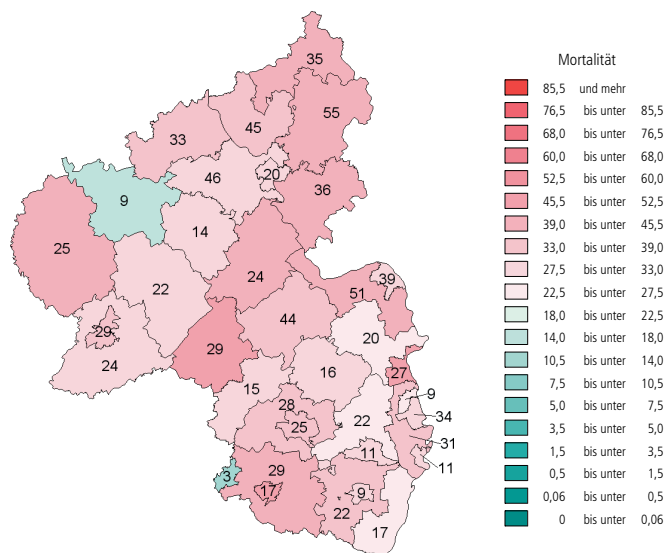 35
55
45
33
20
46
36
9
14
25
24
39
51
22
44
20
29
29
27
24
16
9
15
28
22
34
25
31
11
11
3
29
17
9
22
17
Mortalität
85,5 und mehr
76,5 bis unter 85,5
68,0 bis unter 76,5
60,0 bis unter 68,0
52,5 bis unter 60,0
45,5 bis unter 52,5
39,0 bis unter 45,5
33,0 bis unter 39,0
27,5 bis unter 33,0
22,5 bis unter 27,5
18,0 bis unter 22,5
14,0 bis unter 18,0
10,5 bis unter 14,0
7,5 bis unter 10,5
5,0 bis unter 7,5
3,5 bis unter 5,0
1,5 bis unter 3,5
0,5 bis unter 1,5
0,06 bis unter 0,5
0 bis unter 0,06